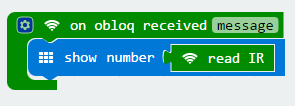 on obloq received message
show number read IR